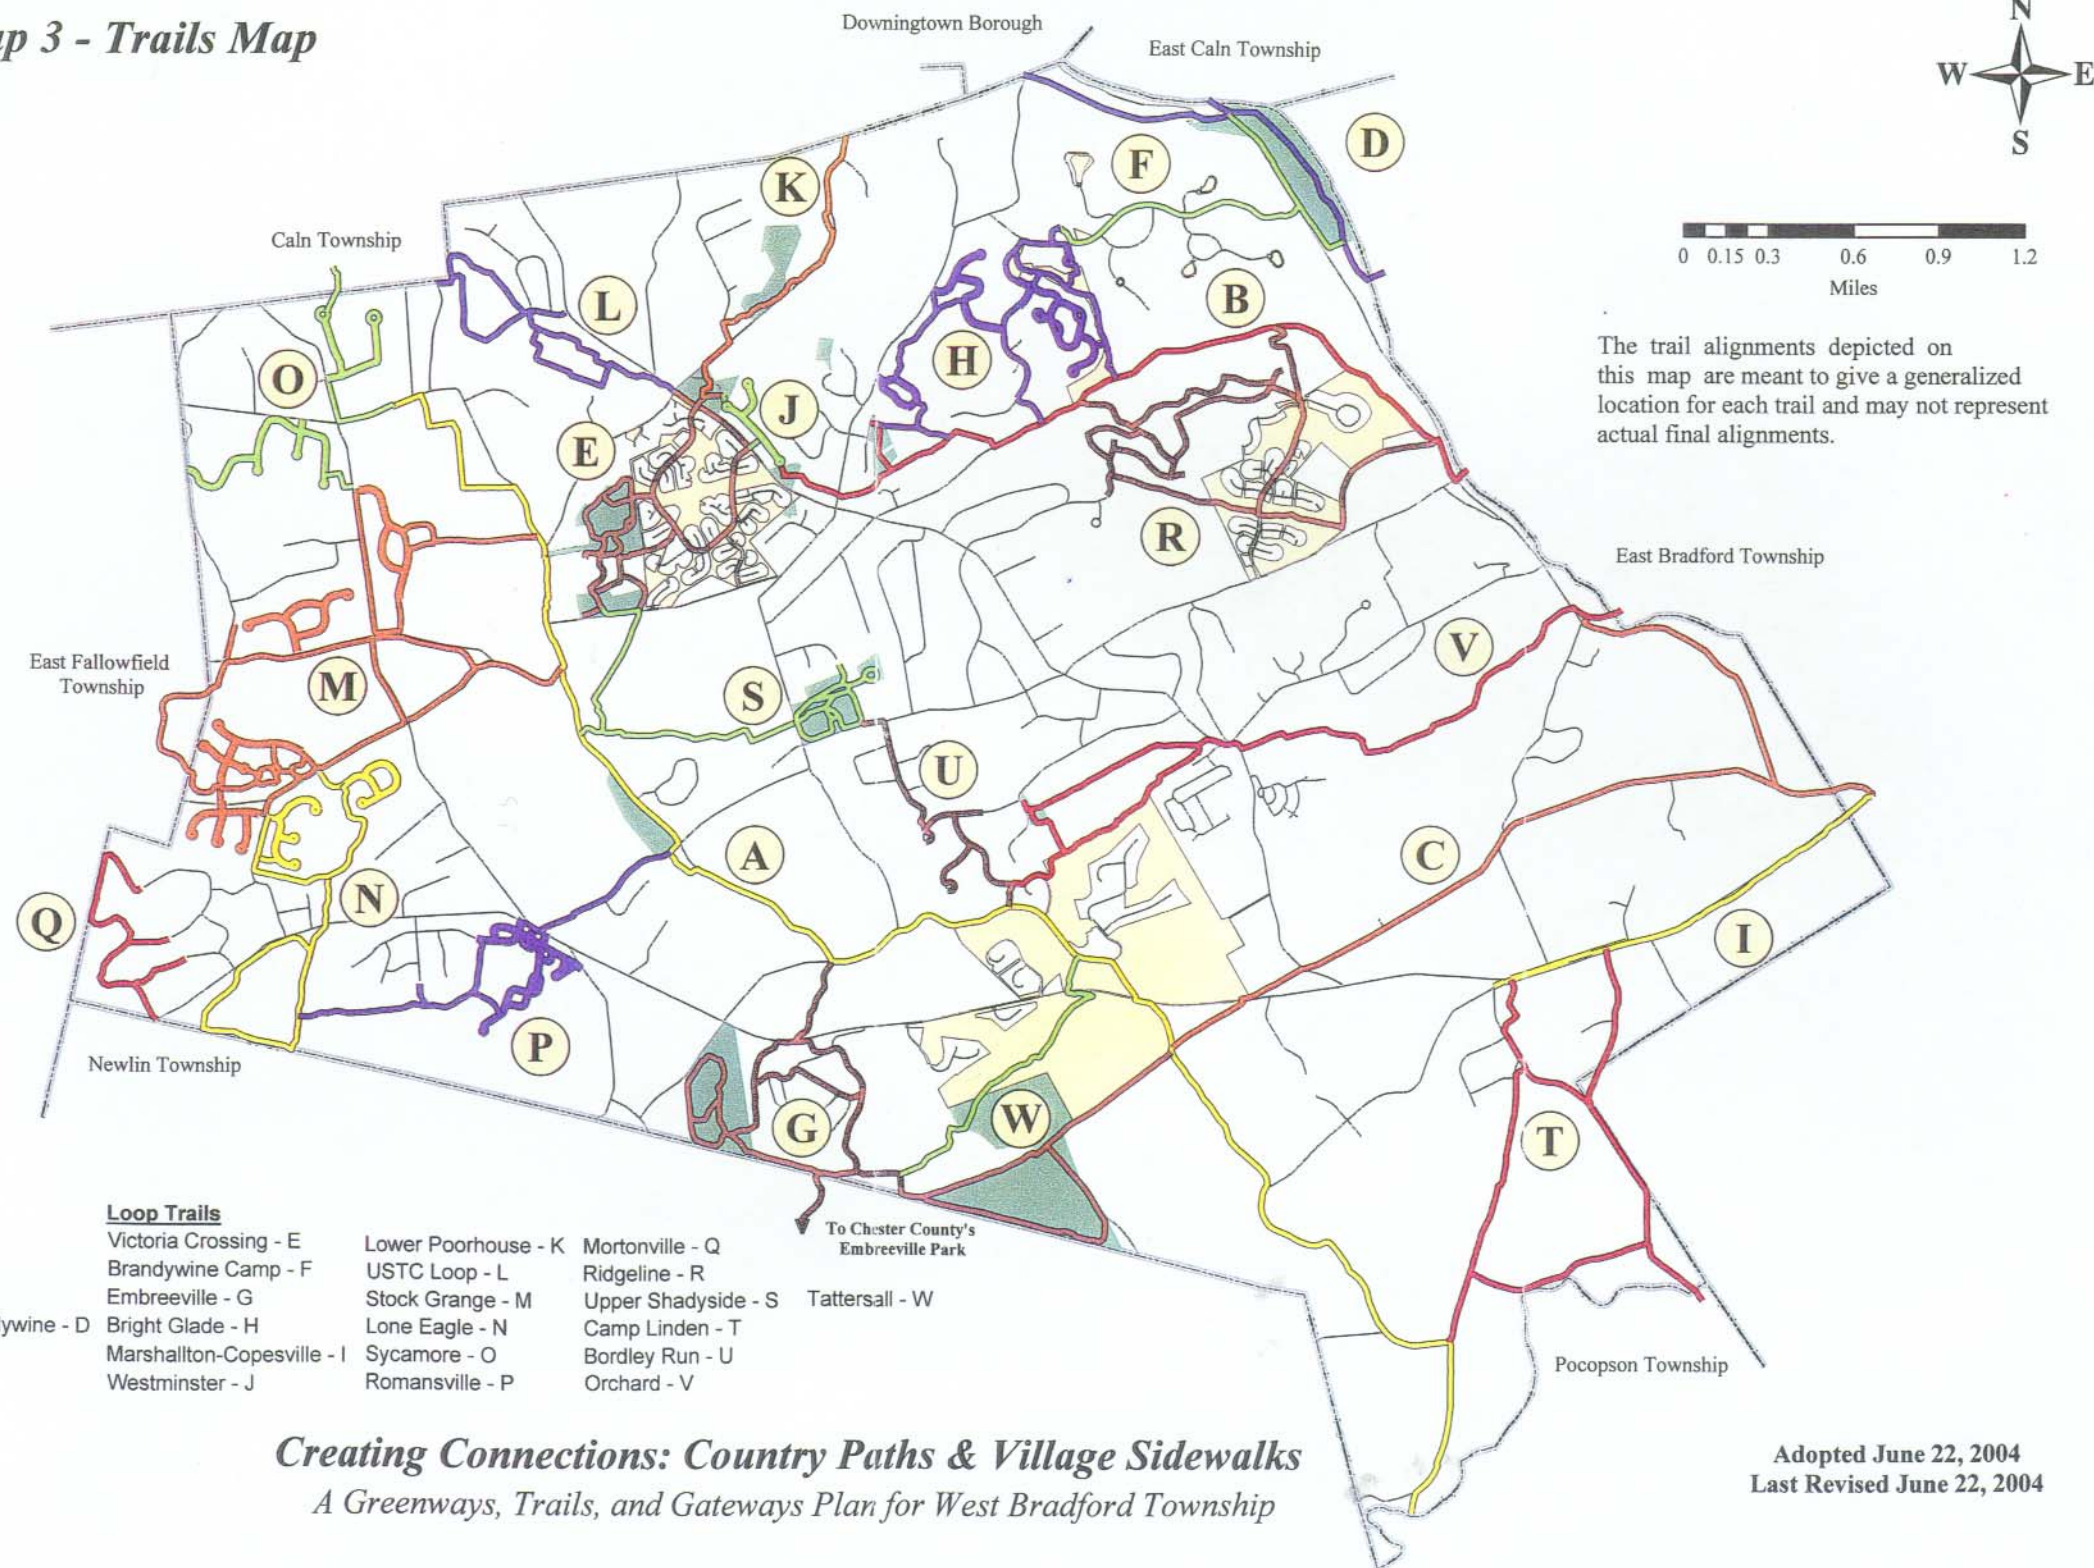 p 3 - Trails Map
Downingtown Borough
East Caln Township
N
W E
S
K
F
D
Caln Township
L
B
0 0.15 0.3 0.6 0.9 1.2
Miles
The trail alignments depicted on
this map are meant to give a generalized
location for each trail and may not represent
actual final alignments.
O
H
J
E
R
East Bradford Township
East Fallowfield
Township
M
S
V
U
A
C
Q
N
I
P
Newlin Township
G
W
T
To Chester County's
Embreeville Park
Loop Trails
Victoria Crossing - E
Brandywine Camp - F
Embreeville - G
ywine - D
Bright Glade - H
Marshallton-Copesville - I
Westminster - J
Lower Poorhouse - K
USTC Loop - L
Stock Grange - M
Lone Eagle - N
Sycamore - O
Romansville - P
Mortonville - Q
Ridgeline - R
Upper Shadyside - S
Camp Linden - T
Bordley Run - U
Orchard - V
Tattersall - W
Pocopson Township
Creating Connections: Country Paths & Village Sidewalks
A Greenways, Trails, and Gateways Plan for West Bradford Township
Adopted June 22, 2004
Last Revised June 22, 2004